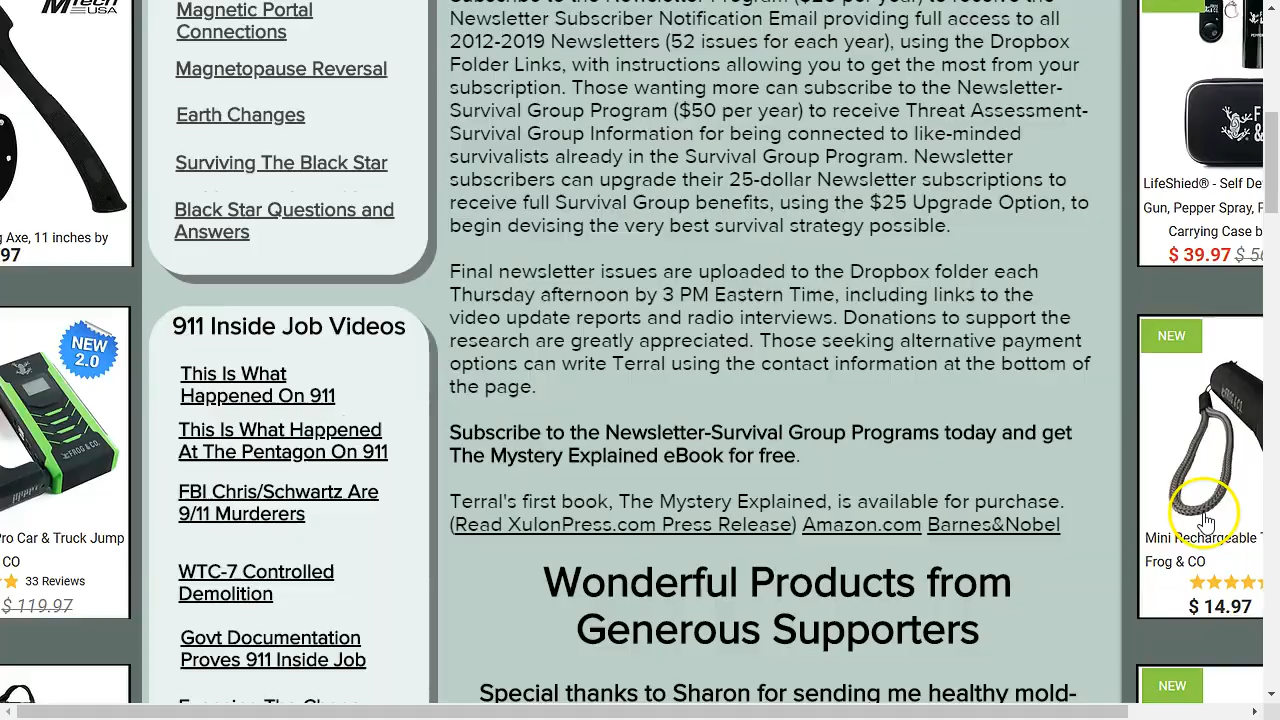 MTech
USA
g Axe, 11 inches by
97
NEW
2.0
FROG & CO.
Pro Car & Truck Jump
CO
33 Reviews
$ 119.97
Magnetic Portal
Connections
Magnetopause Reversal
Earth Changes
Surviving The Black Star
Black Star Questions and
Answers
911 Inside Job Videos
This Is What
Happened On 911
This Is What Happened
At The Pentagon On 911
FBI Chris/Schwartz Are
9/11 Murderers
WTC-7 Controlled
Demolition
Govt Documentation
Proves 911 Inside Job
Newsletter Subscriber Notification Email providing full access to all
2012-2019 Newsletters (52 issues for each year), using the Dropbox
Folder Links, with instructions allowing you to get the most from your
subscription. Those wanting more can subscribe to the Newsletter-
Survival Group Program ($50 per year) to receive Threat Assessment-
Survival Group Information for being connected to like-minded
survivalists already in the Survival Group Program. Newsletter
subscribers can upgrade their 25-dollar Newsletter subscriptions to
receive full Survival Group benefits, using the $25 Upgrade Option, to
begin devising the very best survival strategy possible.
Final newsletter issues are uploaded to the Dropbox folder each
Thursday afternoon by 3 PM Eastern Time, including links to the
video update reports and radio interviews. Donations to support the
research are greatly appreciated. Those seeking alternative payment
options can write Terral using the contact information at the bottom of
the page.
Subscribe to the Newsletter-Survival Group Programs today and get
The Mystery Explained eBook for free.
Terral's first book, The Mystery Explained, is available for purchase.
(Read XulonPress.com Press Release) Amazon.com Barnes&Nobel
Wonderful Products from
Generous Supporters
Special thanks to Sharon for sending me healthy mold-
LifeShied® - Self De
Gun, Pepper Spray, F
Carrying Case b
$ 39.97 $ 5
NEW
Mini Rechargeable T
Frog & CO
$ 14.97
NEW